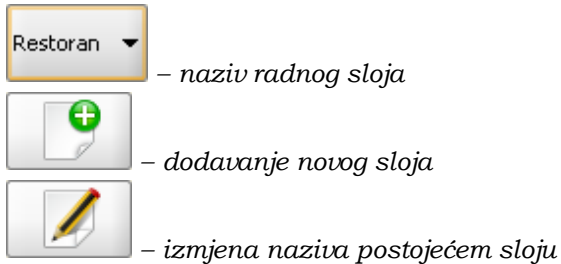 Restoran – naziv radnog sloja
– dodavanje novog sloja
– izmjena naziva postojećem sloju